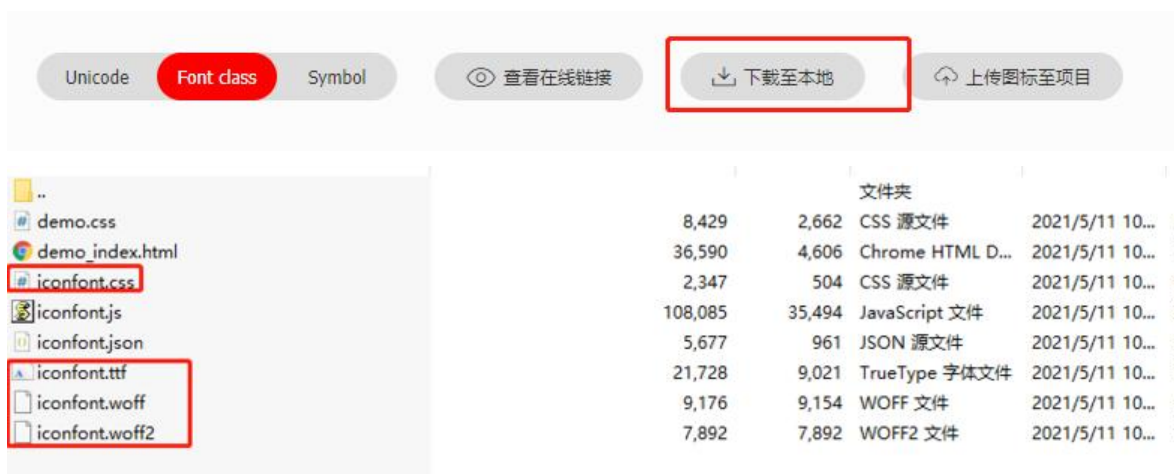 Unicode Font class Symbol 查看在线链接 下载至本地 上传图标至项目
.. 文件夹
demo.css 8,429 2,662 CSS 源文件 2021/5/11 10...
demo_index.html 36,590 4,606 Chrome HTML D... 2021/5/11 10...
iconfont.css 2,347 504 CSS 源文件 2021/5/11 10...
iconfont.js 108,085 35,494 JavaScript 文件 2021/5/11 10...
iconfont.json 5,677 961 JSON 源文件 2021/5/11 10...
iconfont.ttf 21,728 9,021 TrueType 字体文件 2021/5/11 10...
iconfont.woff 9,176 9,154 WOFF 文件 2021/5/11 10...
iconfont.woff2 7,892 7,892 WOFF2 文件 2021/5/11 10...